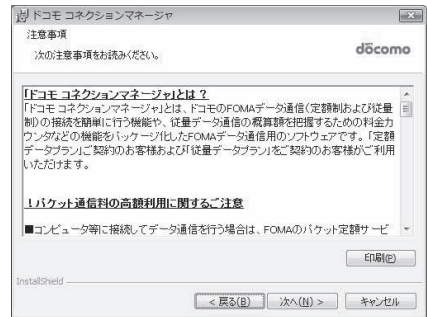 ドコモ コネクションマネージャ
注意事項
次の注意事項をお読みください。
döcomo
「ドコモ コネクションマネージャ」とは?
「ドコモ コネクションマネージャ」とは、ドコモのFOMAデータ通信(定額制および従量
制)の接続を簡単に行う機能や、従量データ通信の概算額を把握するための料金カ
ウンタなどの機能をパッケージ化したFOMAデータ通信用のソフトウェアです。「定額
データプラン」ご契約のお客様および「従量データプラン」をご契約のお客様がご利用
いただけます。
!パケット通信料の高額利用に関するご注意
■コンピュータ等に接続してデータ通信を行う場合は、FOMAのパケット定額サービ
印刷(P)
InstallShield
< 戻る(B)
次へ(N) >
キャンセル